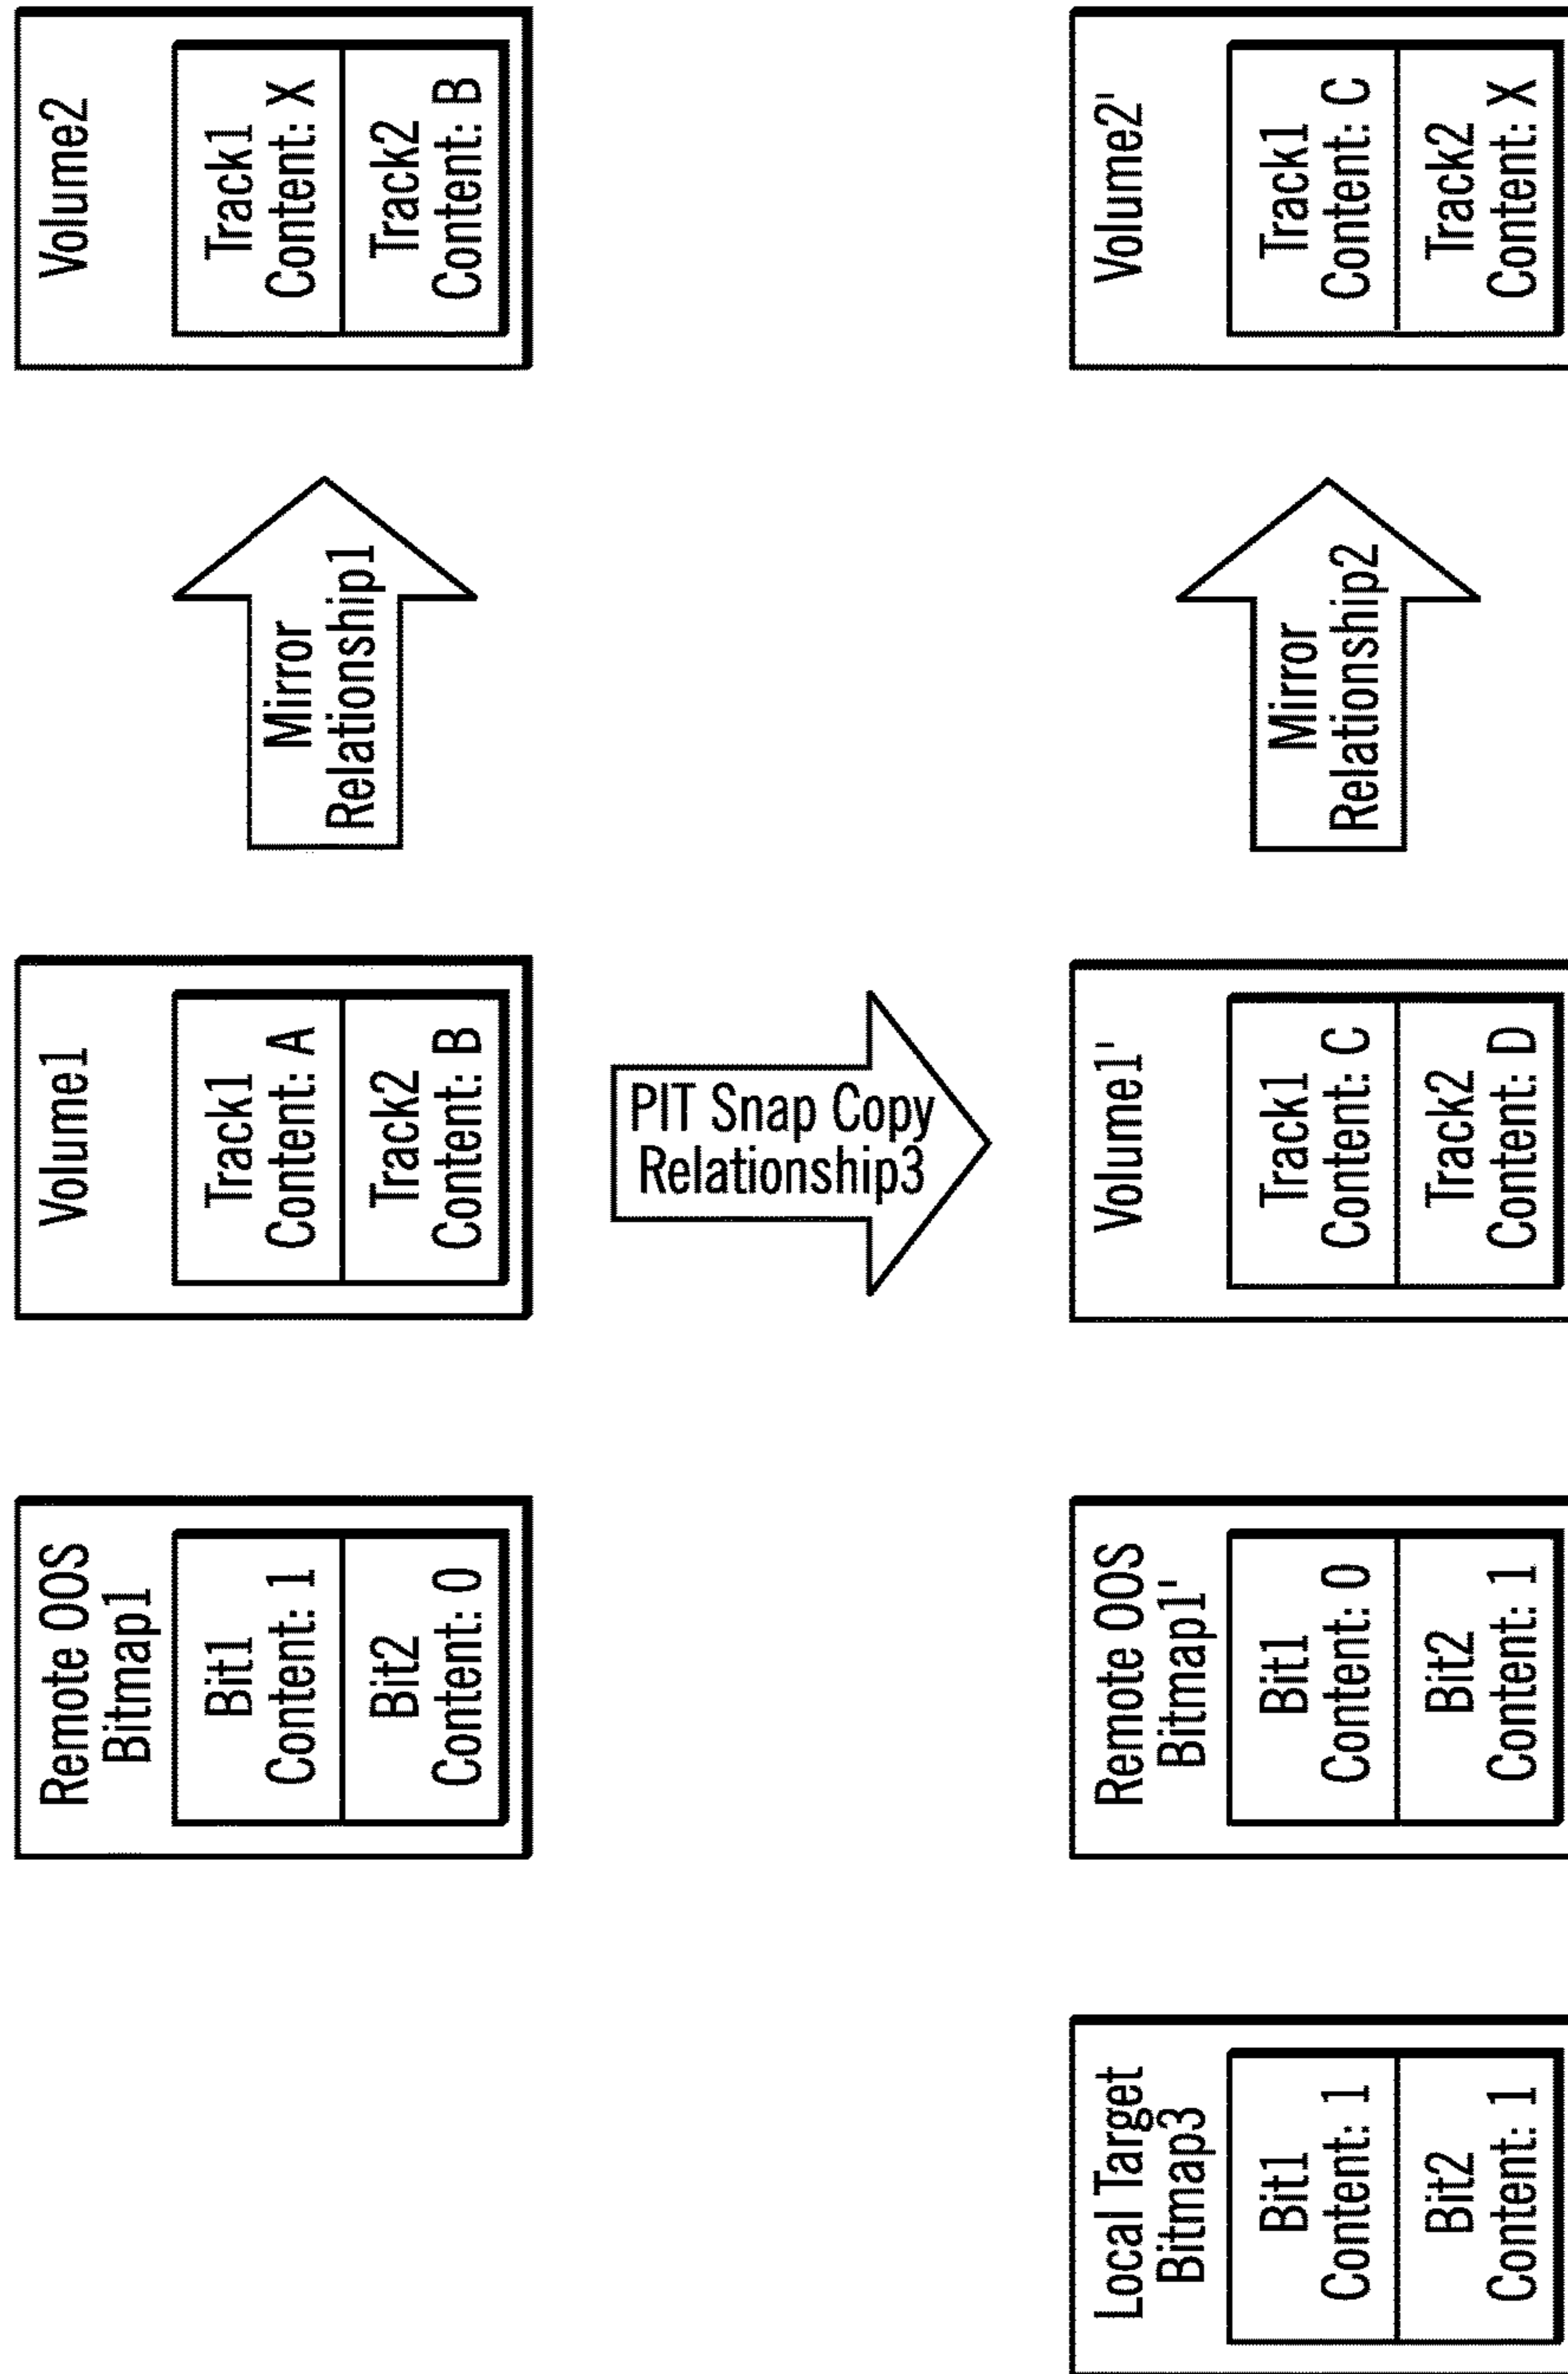 Remote OOS
Bitmap1
Bit1
Content: 1
Bit2
Content: 0
Volume1
Track1
Content: A
Track2
Content: B
Mirror
Relationship1
Volume2
Track1
Content: X
Track2
Content: B
PIT Snap Copy
Relationship3
Local Target
Bitmap3
Bit1
Content: 1
Bit2
Content: 1
Remote OOS
Bitmap1'
Bit1
Content: 0
Bit2
Content: 1
Volume1'
Track1
Content: C
Track2
Content: D
Mirror
Relationship2
Volume2'
Track1
Content: C
Track2
Content: X